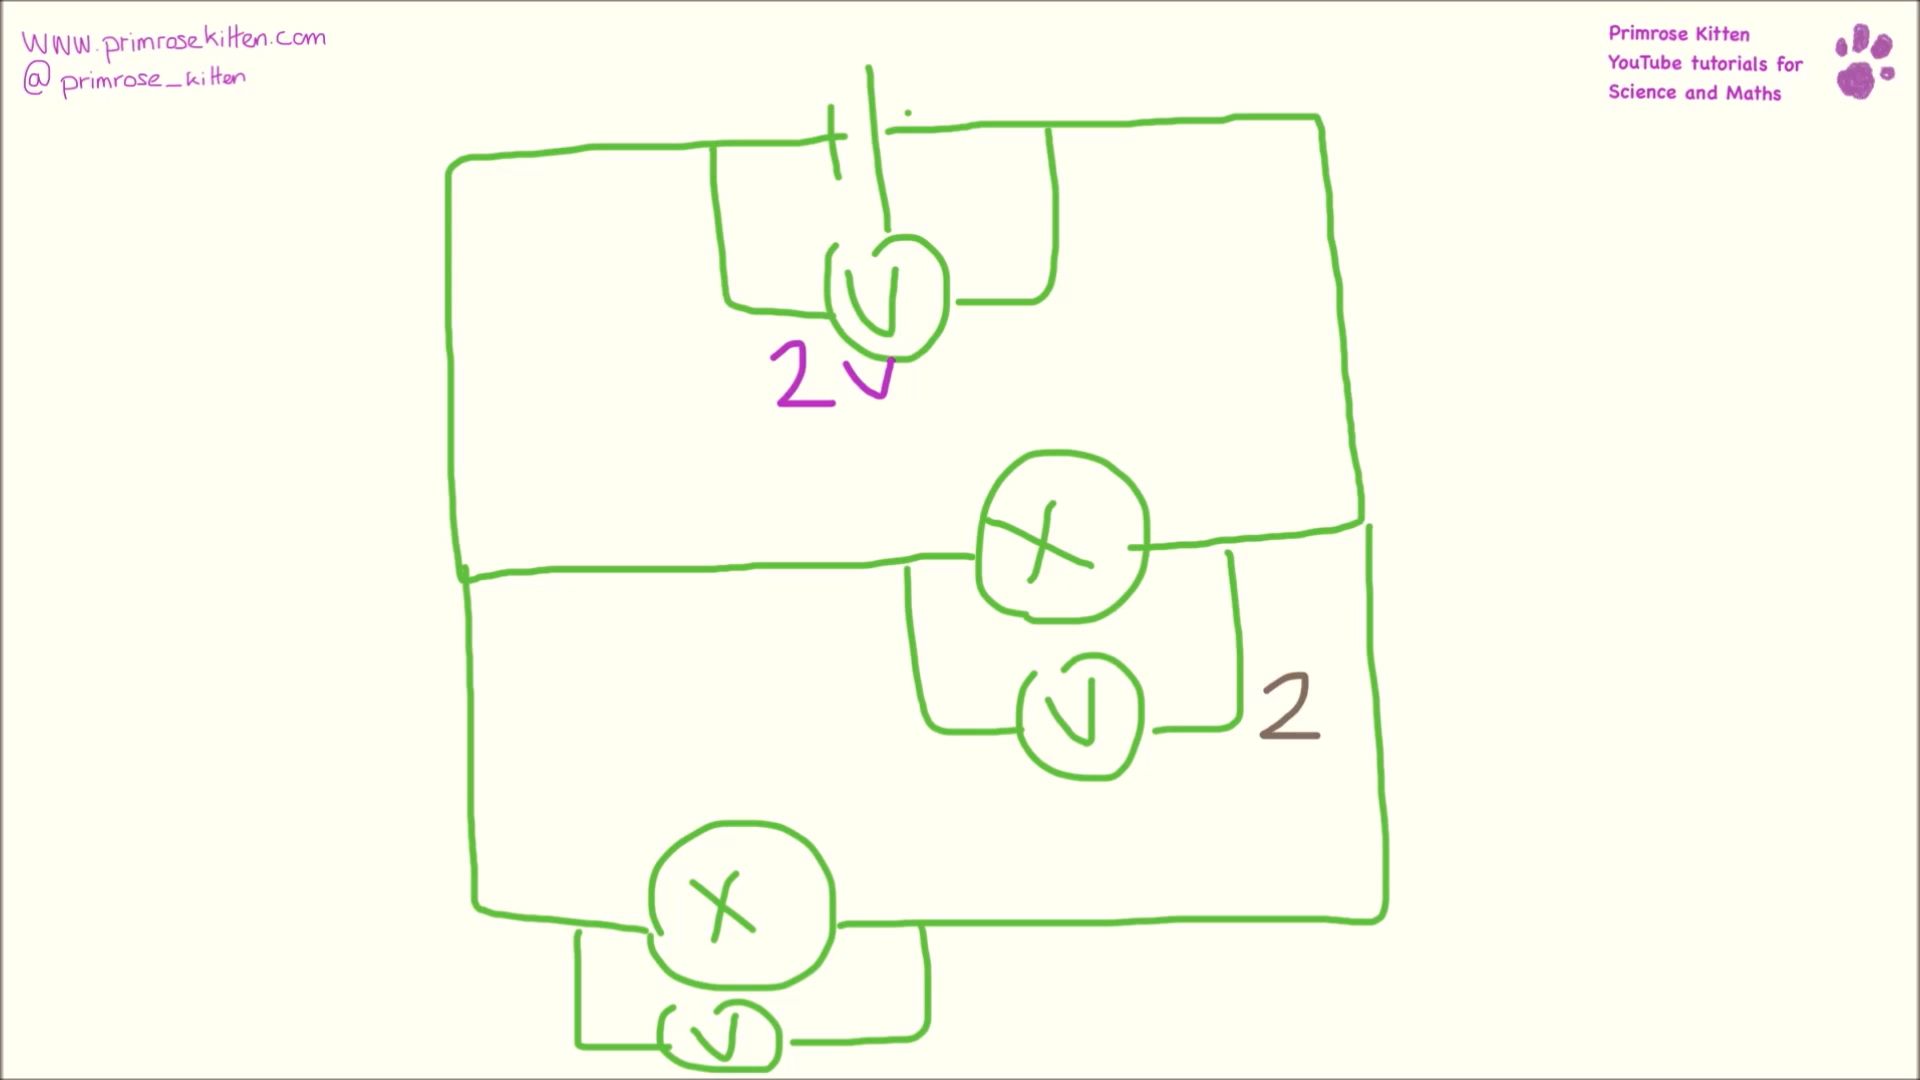 www.primrosekitten.com
@primrose_kitten
Primrose Kitten
YouTube tutorials for
Science and Maths
V
2V
X
V
2
X
V